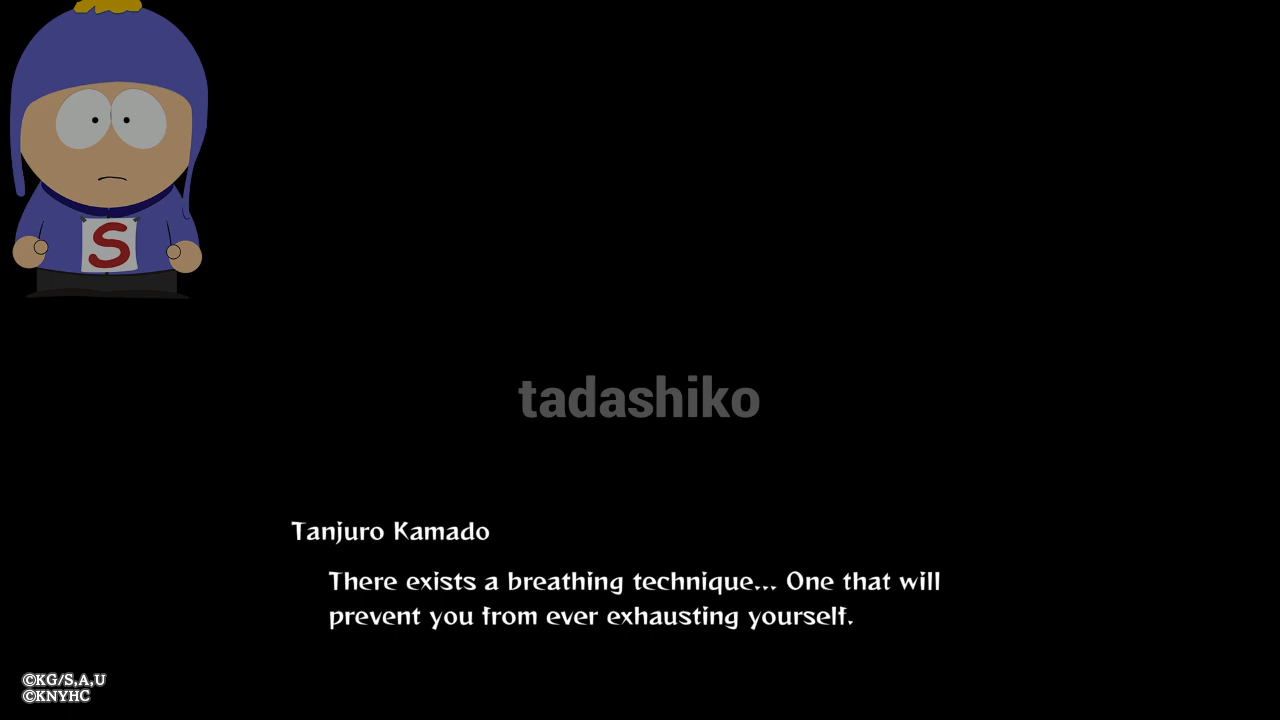 S
tadashiko
Tanjuro Kamado
There exists a breathing technique... One that will
prevent you from ever exhausting yourself.
©KG/S,A,U
©KNYHC